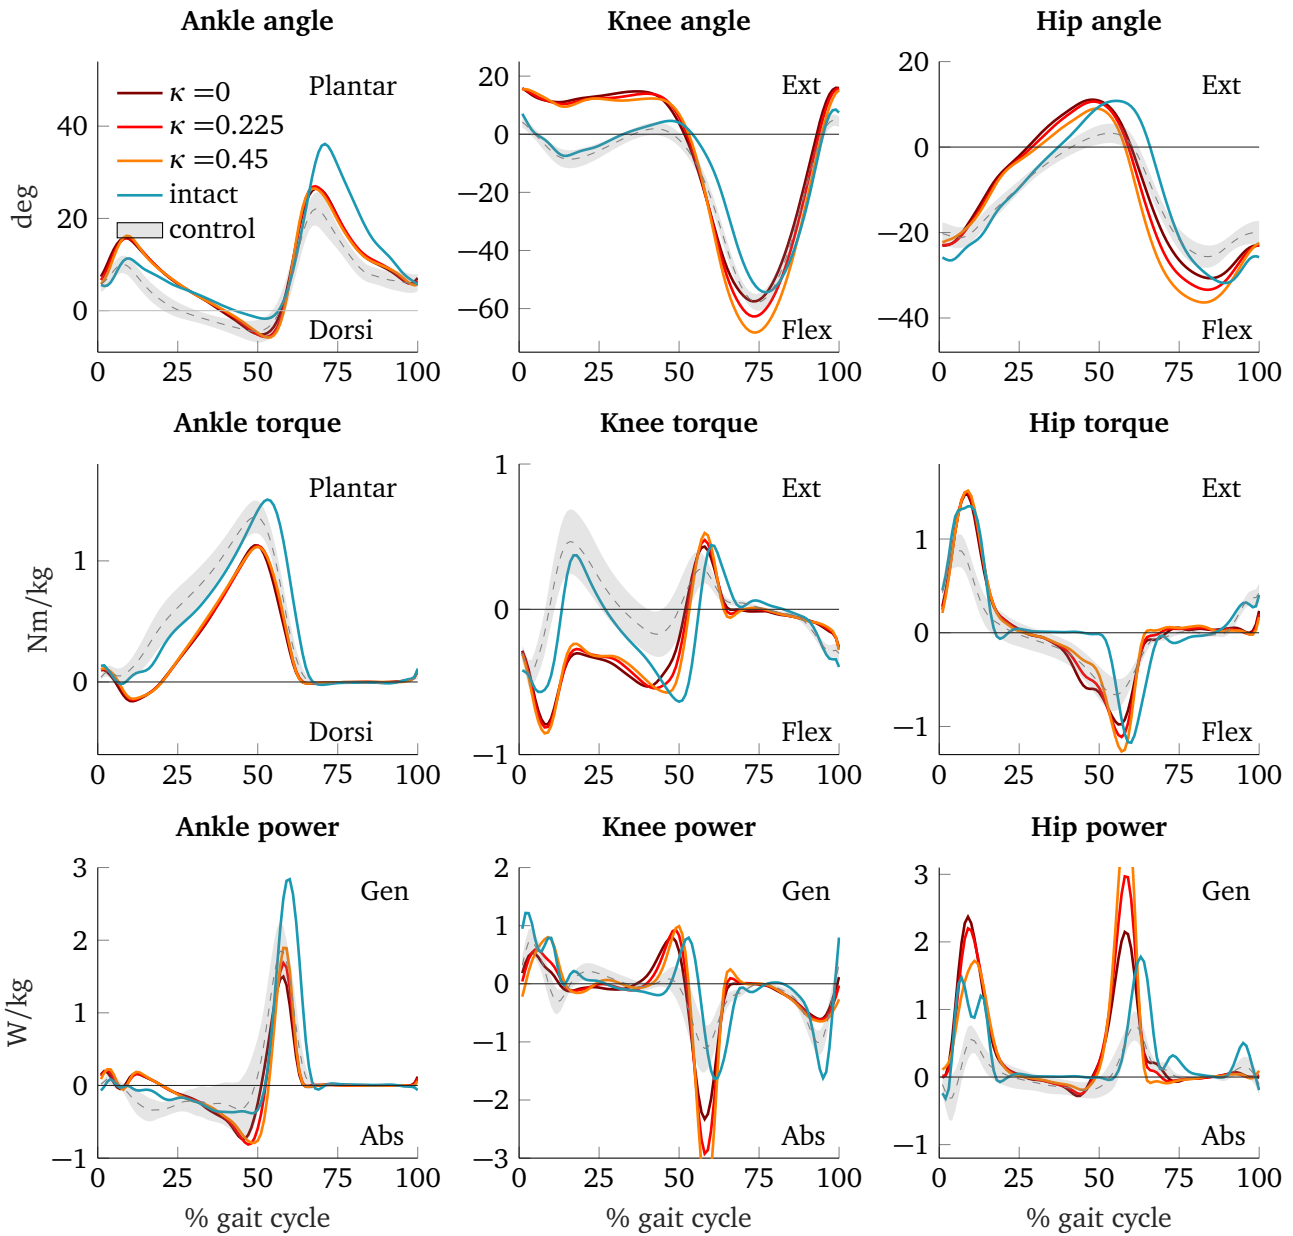 Ankle angle
Knee angle
Hip angle
κ =0
κ =0.225
κ =0.45
intact
control
Plantar
Dorsi
deg
40
20
0
0 25 50 75 100
Ext
Flex
20
0
−20
−40
−60
0 25 50 75 100
Ext
Flex
20
0
−20
−40
0 25 50 75 100
Ankle torque
Knee torque
Hip torque
Plantar
Dorsi
Nm/kg
1
0
0 25 50 75 100
Ext
Flex
1
0
−1
0 25 50 75 100
Ext
Flex
1
0
−1
0 25 50 75 100
Ankle power
Knee power
Hip power
Gen
Abs
W/kg
3
2
1
0
−1
0 25 50 75 100
% gait cycle
Gen
Abs
2
1
0
−1
−2
−3
0 25 50 75 100
% gait cycle
Gen
Abs
3
2
1
0
−1
0 25 50 75 100
% gait cycle